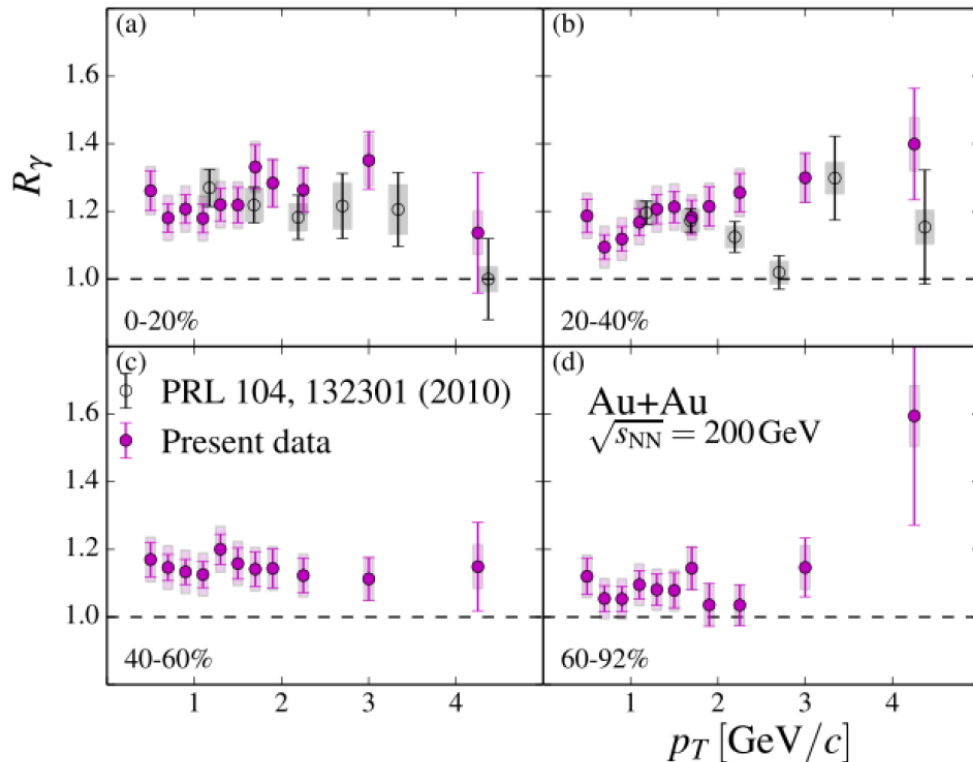 (a)
(b)
1.6
1.4
1.2
1.0
Rγ
0-20%
20-40%
(c)
(d)
PRL 104, 132301 (2010)
Present data
Au+Au
√sNN = 200 GeV
1.6
1.4
1.2
1.0
40-60%
60-92%
1 2 3 4
1 2 3 4
pT [GeV/c]